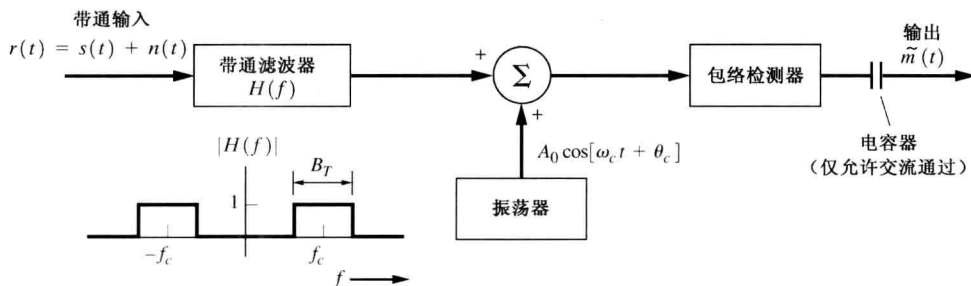 带通输入
r(t) = s(t) + n(t)
带通滤波器
H(f)
+
Σ
+
包络检测器
输出
m̃(t)
电容器
（仅允许交流通过）
A₀ cos[ω_c t + θ_c]
振荡器
|H(f)|
B_T
1
−f_c
f_c
f